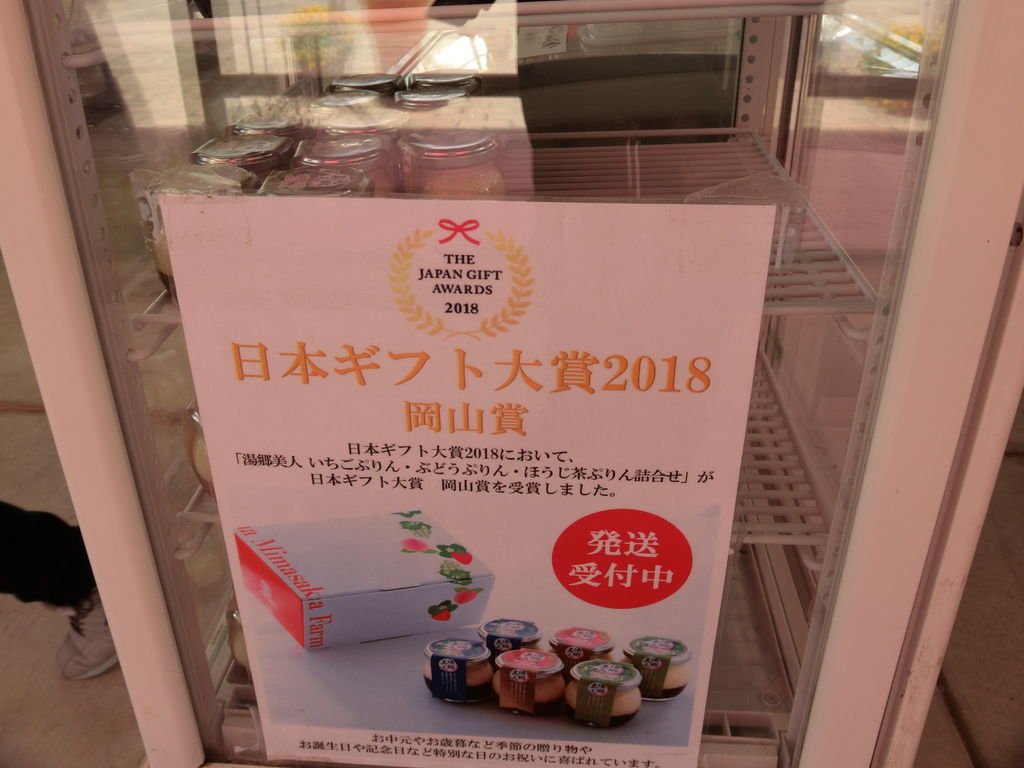 THE
JAPAN GIFT
AWARDS
2018
日本ギフト大賞2018
岡山賞
日本ギフト大賞2018において、
「湯郷美人 いちごぷりん・ぶどうぷりん・ほうじ茶ぷりん詰合せ」が
日本ギフト大賞 岡山賞を受賞しました。
発送
受付中
Mimasaka Farm
お中元やお歳暮など季節の贈り物や
お誕生日や記念日など特別な日のお祝いに喜ばれています。